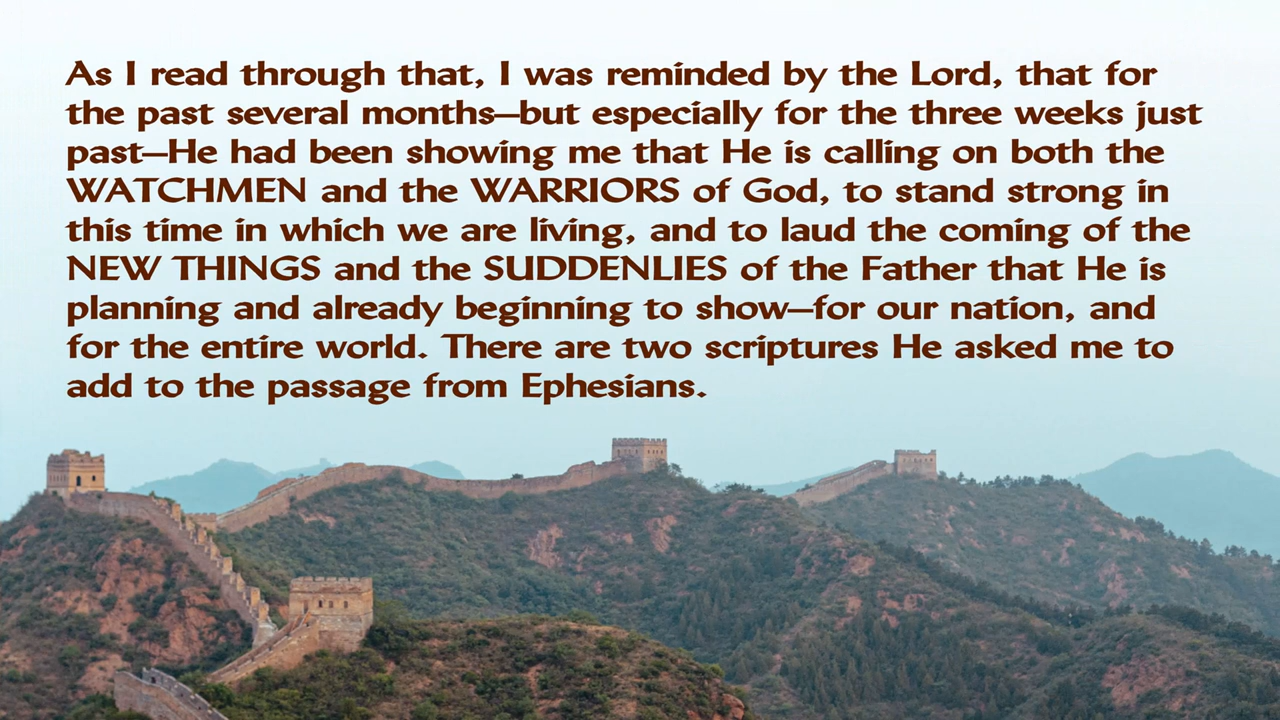 As I read through that, I was reminded by the Lord, that for
the past several months—but especially for the three weeks just
past—He had been showing me that He is calling on both the
WATCHMEN and the WARRIORS of God, to stand strong in
this time in which we are living, and to laud the coming of the
NEW THINGS and the SUDDENLIES of the Father that He is
planning and already beginning to show—for our nation, and
for the entire world. There are two scriptures He asked me to
add to the passage from Ephesians.